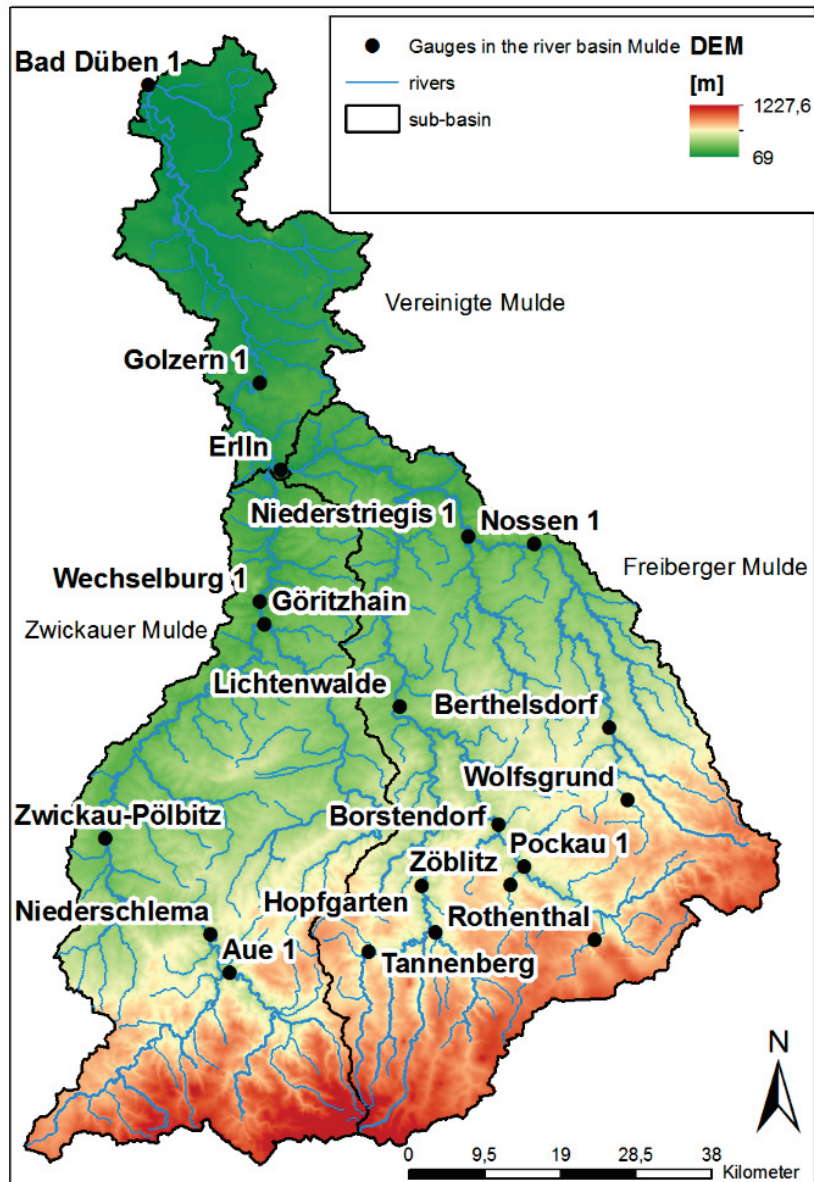 Bad Düben 1
Gauges in the river basin Mulde
rivers
sub-basin
DEM
[m]
1227,6
69
Vereinigte Mulde
Golzern 1
Erlln
Niederstriegis 1
Nossen 1
Freiberger Mulde
Wechselburg 1
Göritzhain
Zwickauer Mulde
Lichtenwalde
Berthelsdorf
Wolfsgrund
Borstendorf
Zwickau-Pölbitz
Pockau 1
Zöblitz
Hopfgarten
Niederschlema
Rothenthal
Aue 1
Tannenberg
N
0 9,5 19 28,5 38
Kilometer